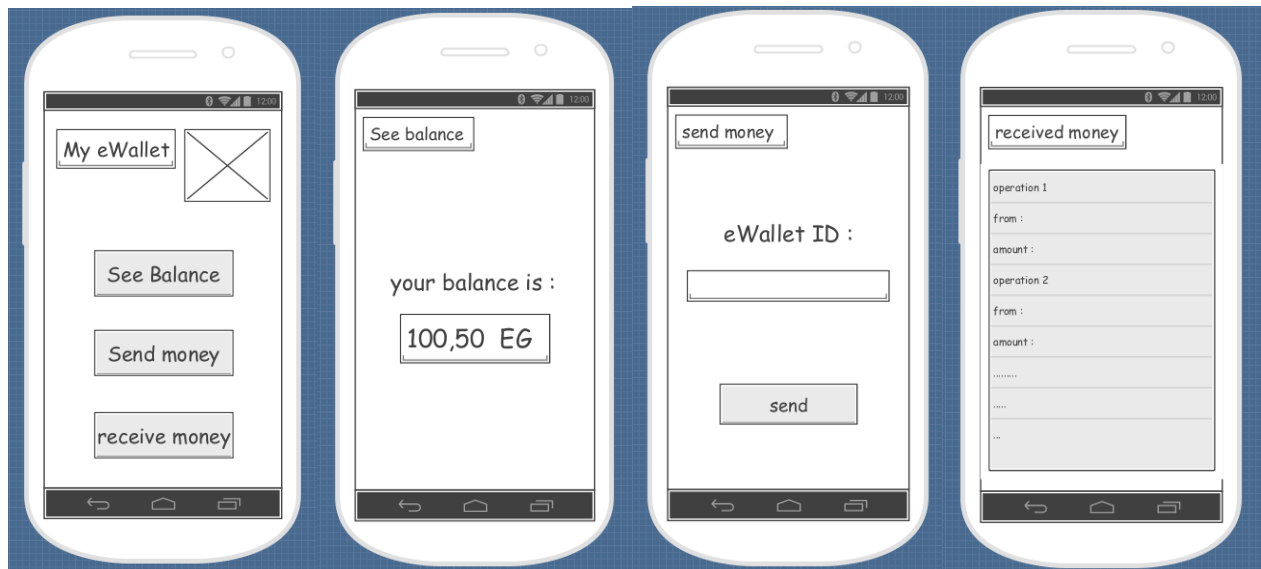 12:00
My eWallet
See Balance
Send money
receive money
12:00
See balance
your balance is :
100,50 EG
12:00
send money
eWallet ID :
send
12:00
received money
operation 1
from :
amount :
operation 2
from :
amount :
.........
.....
...